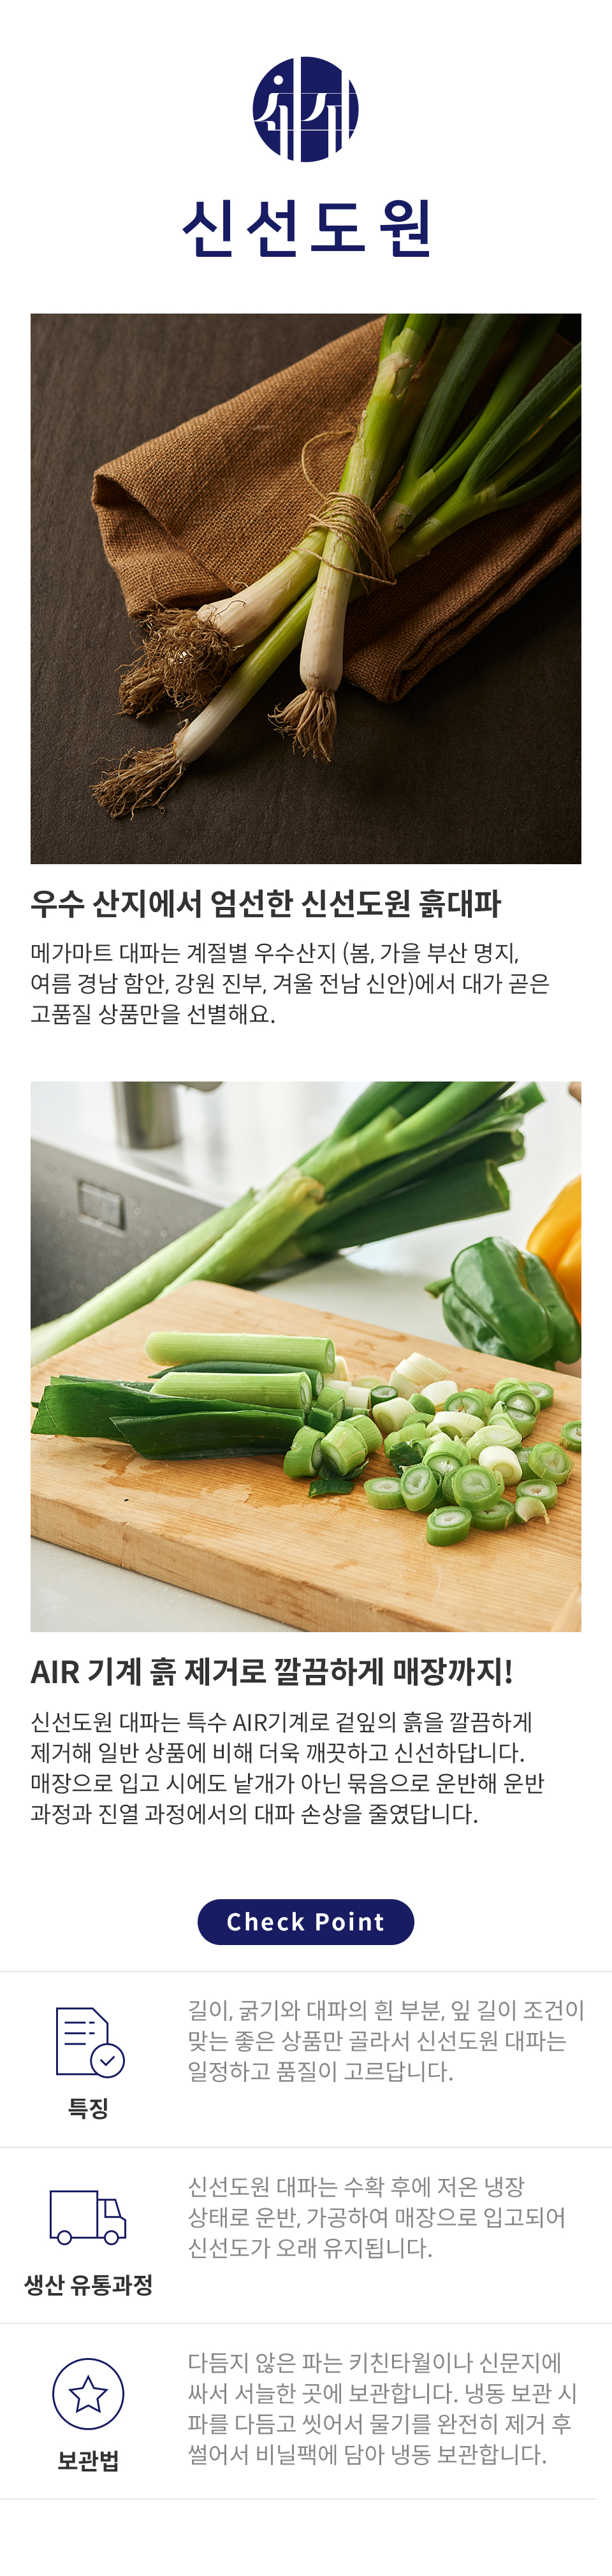 신선
신선도원
우수 산지에서 엄선한 신선도원 흙대파
메가마트 대파는 계절별 우수산지 (봄, 가을 부산 명지,
여름 경남 함안, 강원 진부, 겨울 전남 신안)에서 대가 곧은
고품질 상품만을 선별해요.
AIR 기계 흙 제거로 깔끔하게 매장까지!
신선도원 대파는 특수 AIR기계로 겉잎의 흙을 깔끔하게
제거해 일반 상품에 비해 더욱 깨끗하고 신선하답니다.
매장으로 입고 시에도 낱개가 아닌 묶음으로 운반해 운반
과정과 진열 과정에서의 대파 손상을 줄였답니다.
Check Point
길이, 굵기와 대파의 흰 부분, 잎 길이 조건이
맞는 좋은 상품만 골라서 신선도원 대파는
일정하고 품질이 고르답니다.
특징
신선도원 대파는 수확 후에 저온 냉장
상태로 운반, 가공하여 매장으로 입고되어
신선도가 오래 유지됩니다.
생산 유통과정
다듬지 않은 파는 키친타월이나 신문지에
싸서 서늘한 곳에 보관합니다. 냉동 보관 시
파를 다듬고 씻어서 물기를 완전히 제거 후
썰어서 비닐팩에 담아 냉동 보관합니다.
보관법